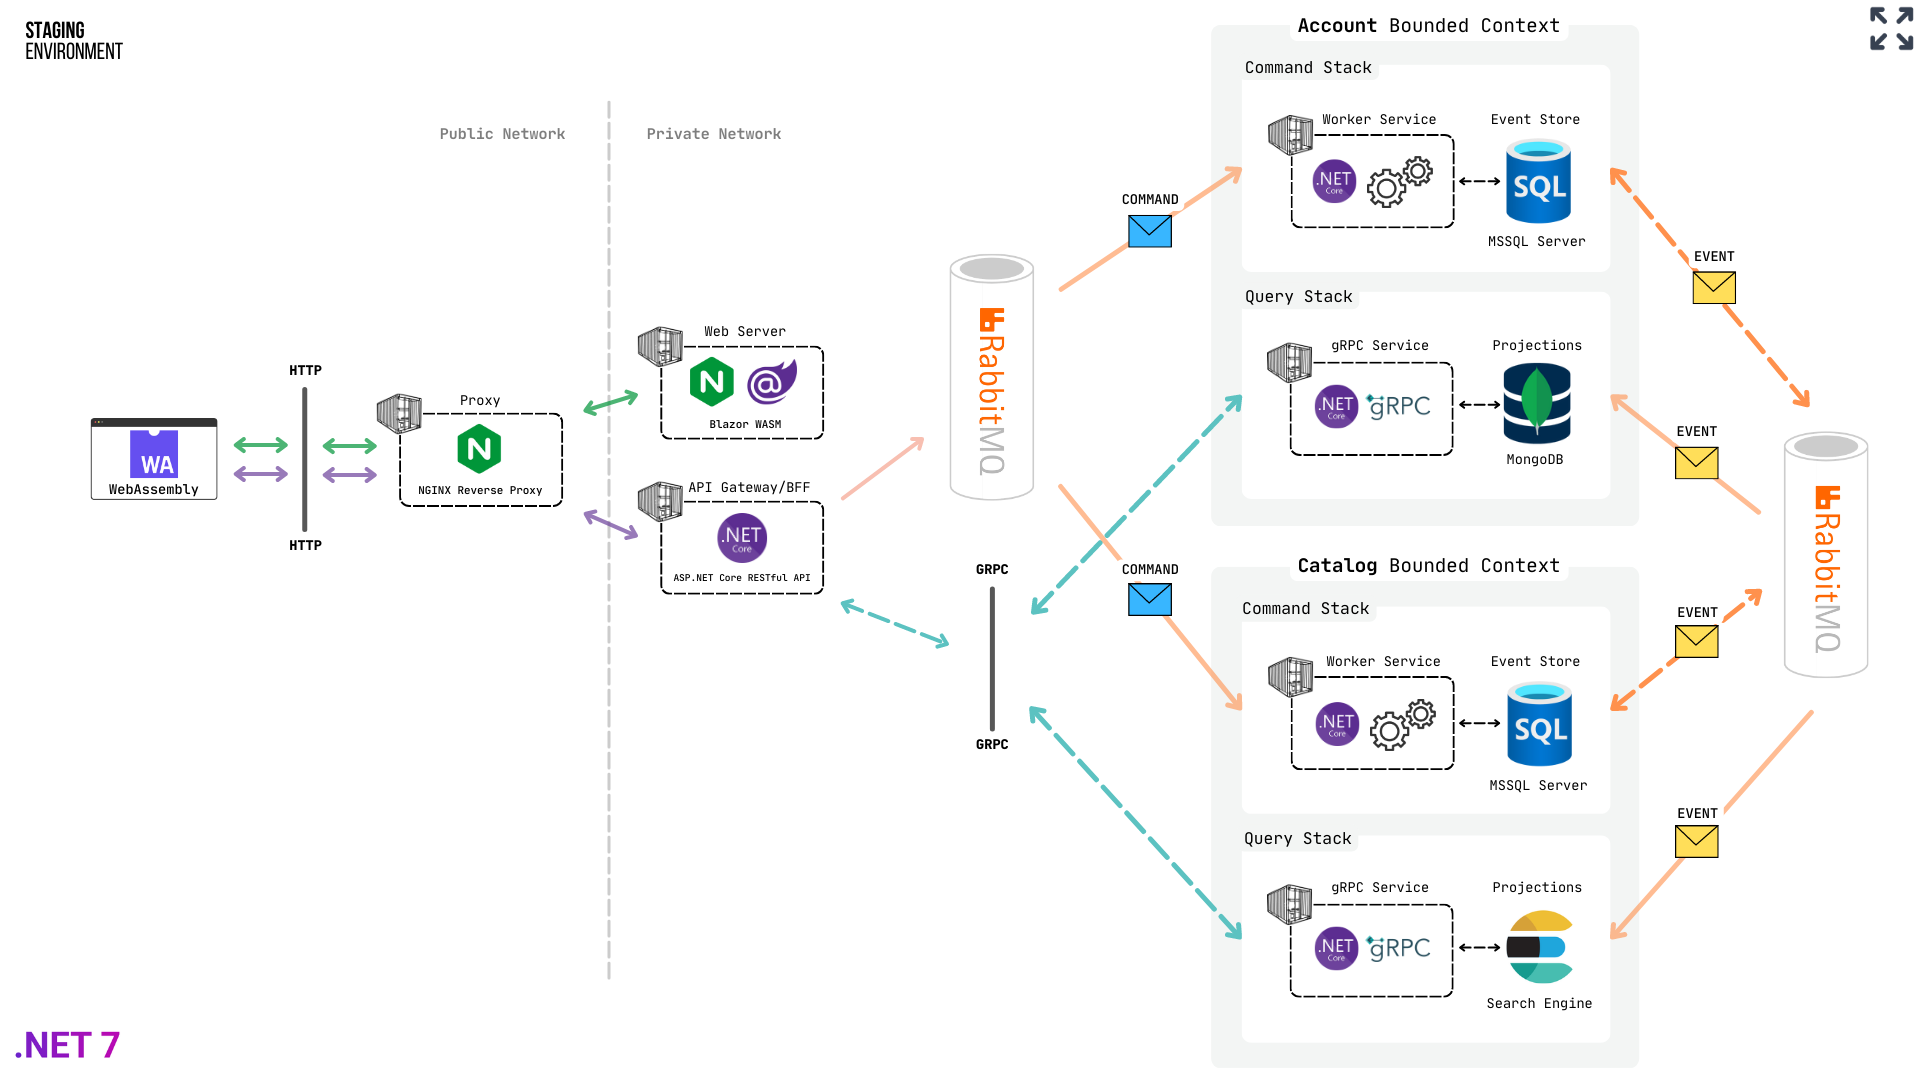 STAGING
ENVIRONMENT
Public Network
Private Network
WA
WebAssembly
HTTP
HTTP
Proxy
N
NGINX Reverse Proxy
Web Server
N
@
Blazor WASM
API Gateway/BFF
.NET
Core
ASP.NET Core RESTful API
RabbitMQ
GRPC
GRPC
COMMAND
COMMAND
Account Bounded Context
Command Stack
Worker Service
.NET
Core
Event Store
SQL
MSSQL Server
Query Stack
gRPC Service
.NET
Core
gRPC
Projections
MongoDB
Catalog Bounded Context
Command Stack
Worker Service
.NET
Core
Event Store
SQL
MSSQL Server
Query Stack
gRPC Service
.NET
Core
gRPC
Projections
Search Engine
EVENT
EVENT
EVENT
EVENT
RabbitMQ
.NET 7